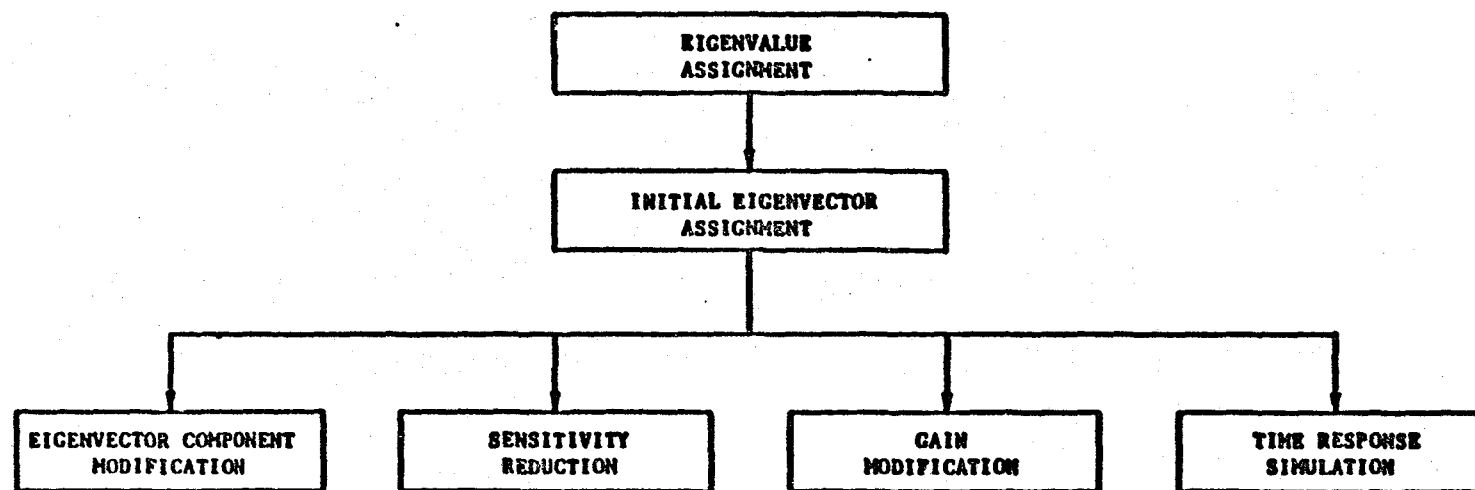 EIGENVALUE
ASSIGNMENT
INITIAL EIGENVECTOR
ASSIGNMENT
EIGENVECTOR COMPONENT
MODIFICATION
SENSITIVITY
REDUCTION
GAIN
MODIFICATION
TIME RESPONSE
SIMULATION